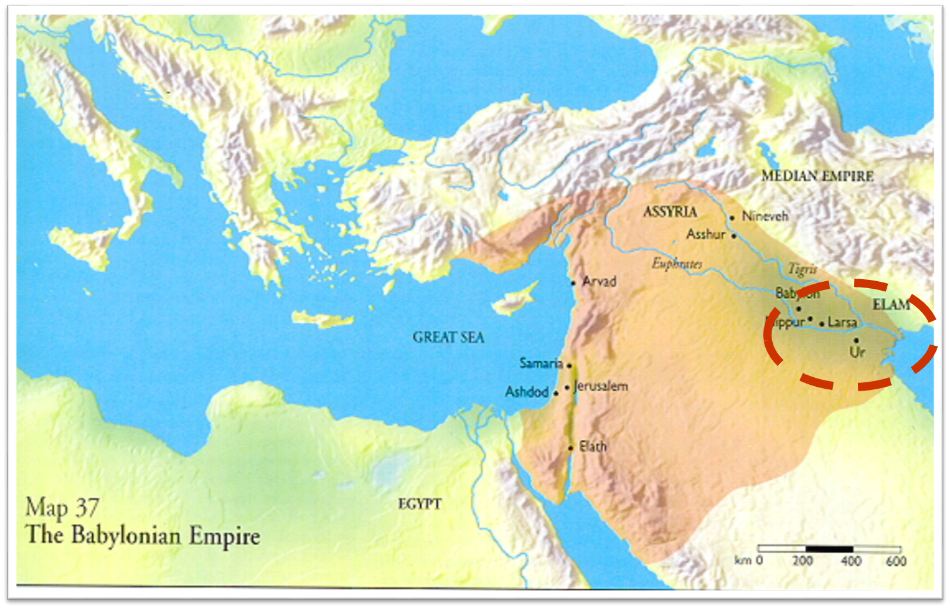 MEDIAN EMPIRE
ASSYRIA
Nineveh
Asshur
Euphrates
Tigris
Arvad
Babylon
ELAM
Nippur
Larsa
GREAT SEA
Ur
Samaria
Jerusalem
Ashdod
Elath
EGYPT
Map 37
The Babylonian Empire
km 0 200 400 600